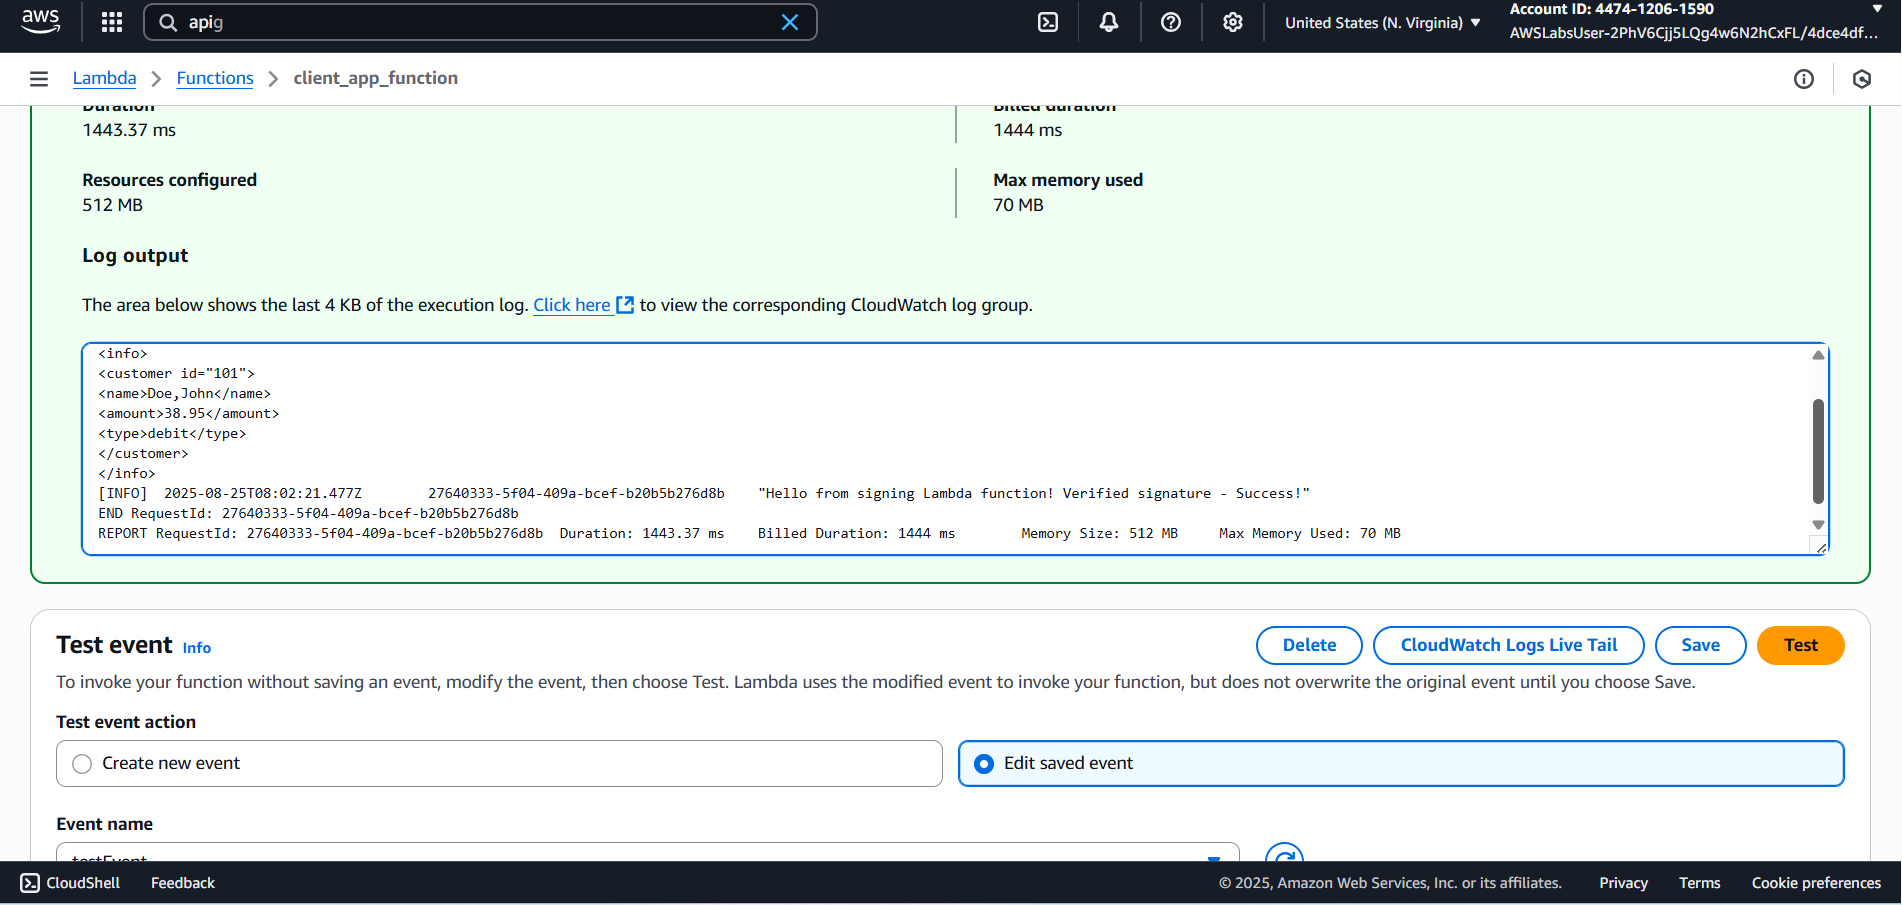 aws
apig
United States (N. Virginia)
Account ID: 4474-1206-1590
AWSLabsUser-2PhV6Cjj5LQg4w6N2hCxFL/4dce4df...
Lambda > Functions > client_app_function
Duration
Billed duration
1443.37 ms
1444 ms
Resources configured
Max memory used
512 MB
70 MB
Log output
The area below shows the last 4 KB of the execution log. Click here to view the corresponding CloudWatch log group.
<info>
<customer id="101">
<name>Doe,John</name>
<amount>38.95</amount>
<type>debit</type>
</customer>
</info>
[INFO] 2025-08-25T08:02:21.477Z 27640333-5f04-409a-bcef-b20b5b276d8b "Hello from signing Lambda function! Verified signature - Success!"
END RequestId: 27640333-5f04-409a-bcef-b20b5b276d8b
REPORT RequestId: 27640333-5f04-409a-bcef-b20b5b276d8b Duration: 1443.37 ms Billed Duration: 1444 ms Memory Size: 512 MB Max Memory Used: 70 MB
Test event Info
Delete
CloudWatch Logs Live Tail
Save
Test
To invoke your function without saving an event, modify the event, then choose Test. Lambda uses the modified event to invoke your function, but does not overwrite the original event until you choose Save.
Test event action
Create new event
Edit saved event
Event name
testEvent
CloudShell
Feedback
© 2025, Amazon Web Services, Inc. or its affiliates.
Privacy
Terms
Cookie preferences